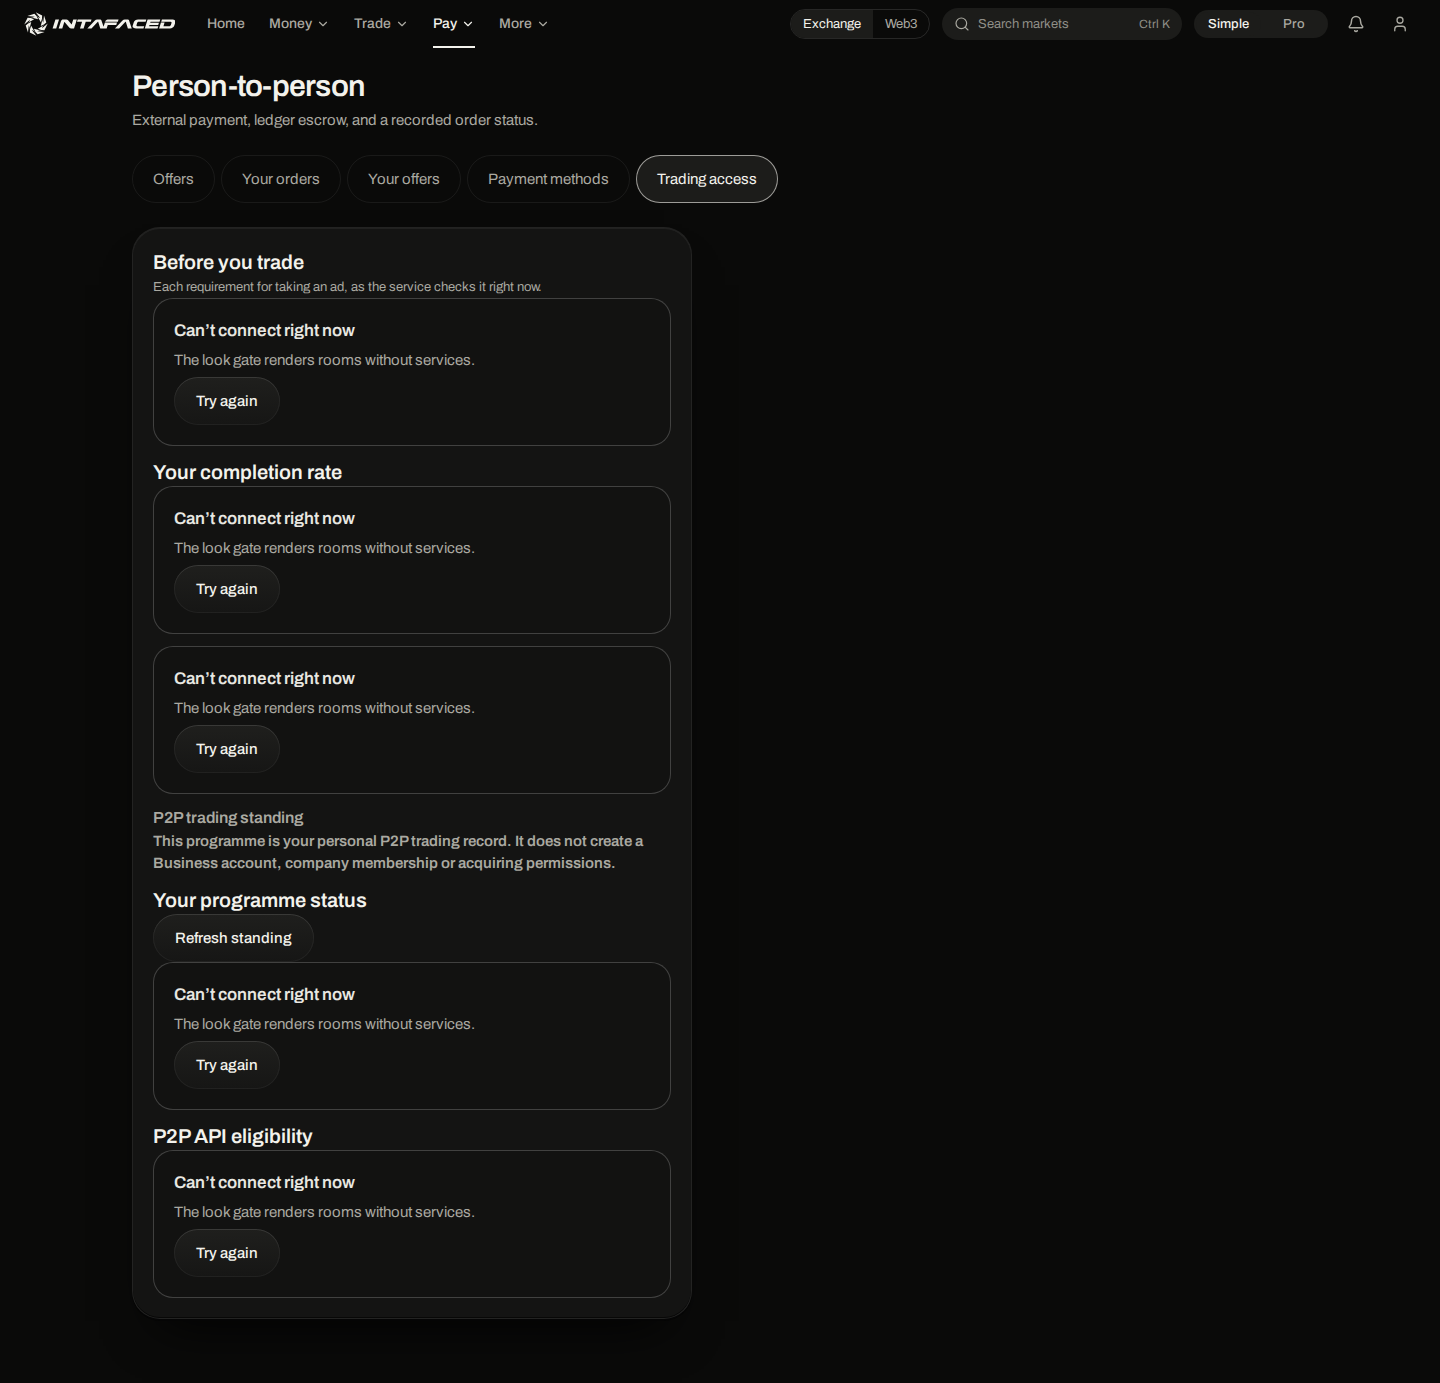 INTAFACED
Home
Money
Trade
Pay
More
Exchange
Web3
Search markets
Ctrl K
Simple
Pro
Person-to-person
External payment, ledger escrow, and a recorded order status.
Offers
Your orders
Your offers
Payment methods
Trading access
Before you trade
Each requirement for taking an ad, as the service checks it right now.
Can’t connect right now
The look gate renders rooms without services.
Try again
Your completion rate
Can’t connect right now
The look gate renders rooms without services.
Try again
Can’t connect right now
The look gate renders rooms without services.
Try again
P2P trading standing
This programme is your personal P2P trading record. It does not create a
Business account, company membership or acquiring permissions.
Your programme status
Refresh standing
Can’t connect right now
The look gate renders rooms without services.
Try again
P2P API eligibility
Can’t connect right now
The look gate renders rooms without services.
Try again